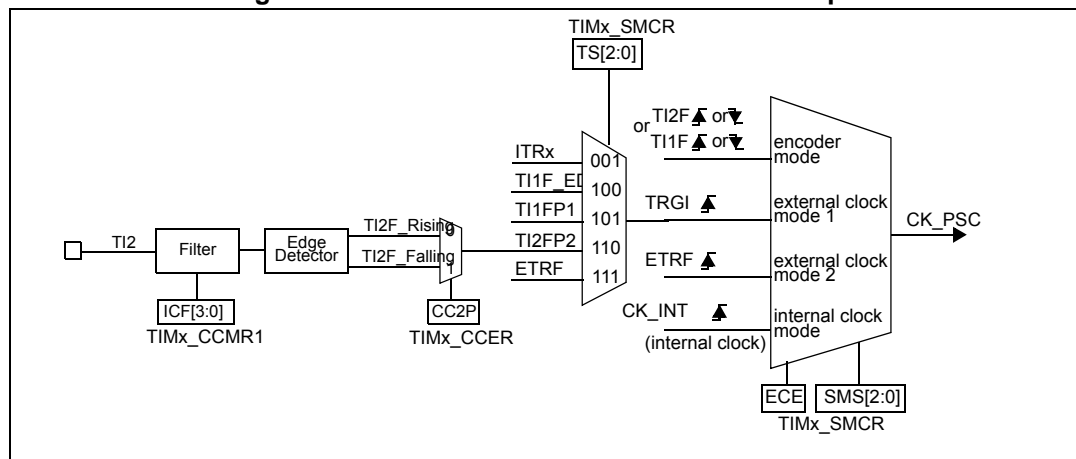 TIMx_SMCR
TS[2:0]
or TI2F or
TI1F or
encoder
mode
ITRx
001
TI1F_ED
100
TI1FP1
101
TRGI
external clock
mode 1
CK_PSC
TI2F_Rising
0
TI2
Filter
Edge
Detector
TI2F_Falling
1
TI2FP2
110
ETRF
111
ETRF
external clock
mode 2
ICF[3:0]
TIMx_CCMR1
CC2P
TIMx_CCER
CK_INT
(internal clock)
internal clock
mode
ECE
SMS[2:0]
TIMx_SMCR